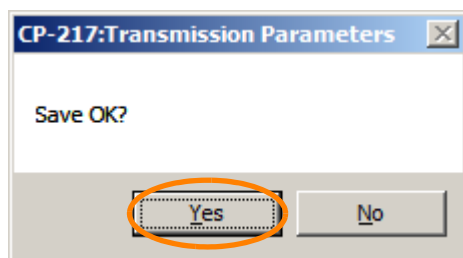 CP-217:Transmission Parameters
Save OK?
Yes No